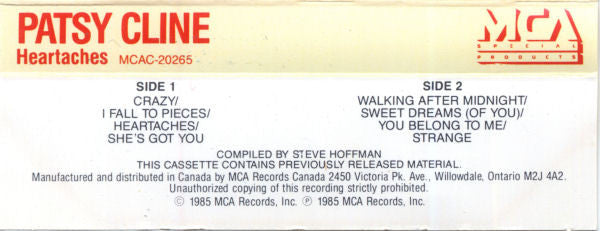 PATSY CLINE
Heartaches MCAC-20265
MCA
SPECIAL
PRODUCTS
SIDE 1
CRAZY/
I FALL TO PIECES/
HEARTACHES/
SHE'S GOT YOU
SIDE 2
WALKING AFTER MIDNIGHT/
SWEET DREAMS (OF YOU)/
YOU BELONG TO ME/
STRANGE
COMPILED BY STEVE HOFFMAN
THIS CASSETTE CONTAINS PREVIOUSLY RELEASED MATERIAL.
Manufactured and distributed in Canada by MCA Records Canada 2450 Victoria Pk. Ave., Willowdale, Ontario M2J 4A2.
Unauthorized copying of this recording strictly prohibited.
Ⓒ 1985 MCA Records, Inc. Ⓟ 1985 MCA Records, Inc.